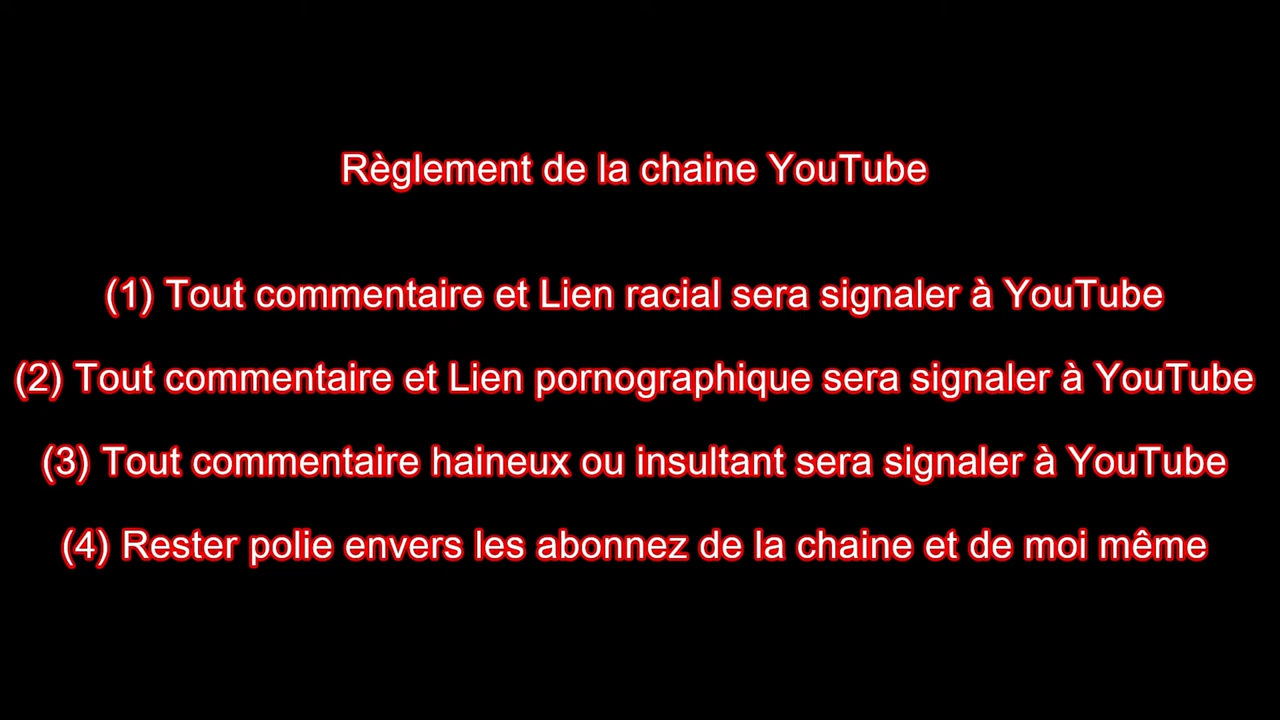 Règlement de la chaine YouTube
(1) Tout commentaire et Lien racial sera signaler à YouTube
(2) Tout commentaire et Lien pornographique sera signaler à YouTube
(3) Tout commentaire haineux ou insultant sera signaler à YouTube
(4) Rester polie envers les abonnez de la chaine et de moi même